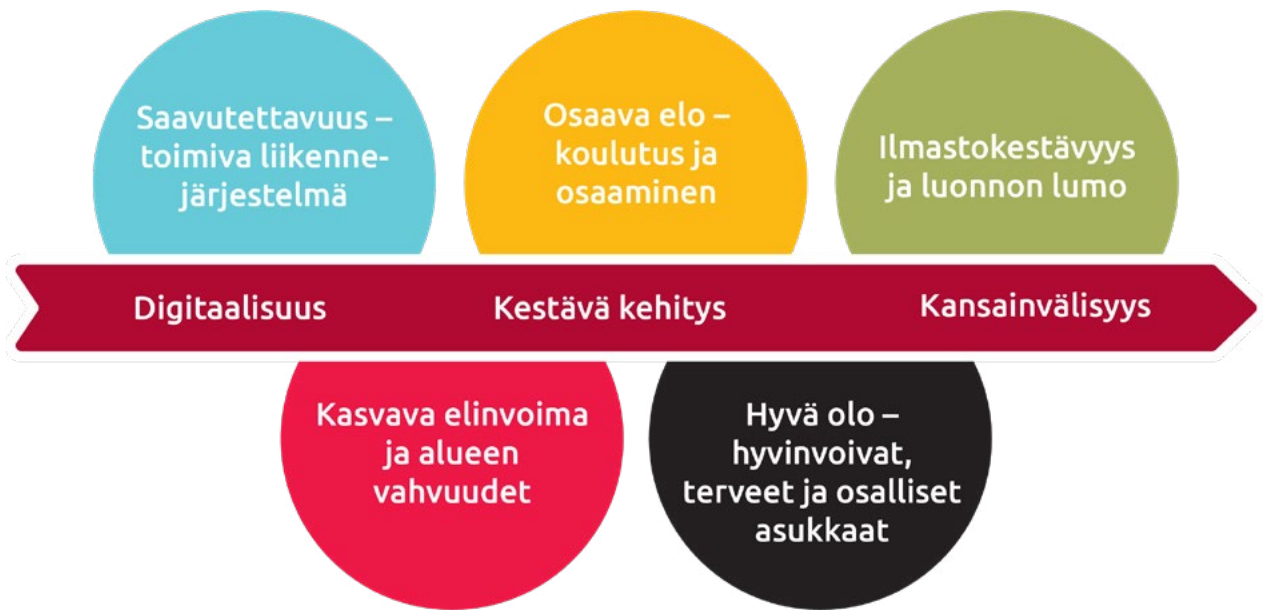 Saavutettavuus –
toimiva liikenne-
järjestelmä
Osaava elo –
koulutus ja
osaaminen
Ilmastokestävyys
ja luonnon lumo
Digitaalisuus
Kestävä kehitys
Kansainvälisyys
Kasvava elinvoima
ja alueen
vahvuudet
Hyvä olo –
hyvinvoivat,
terveet ja osalliset
asukkaat